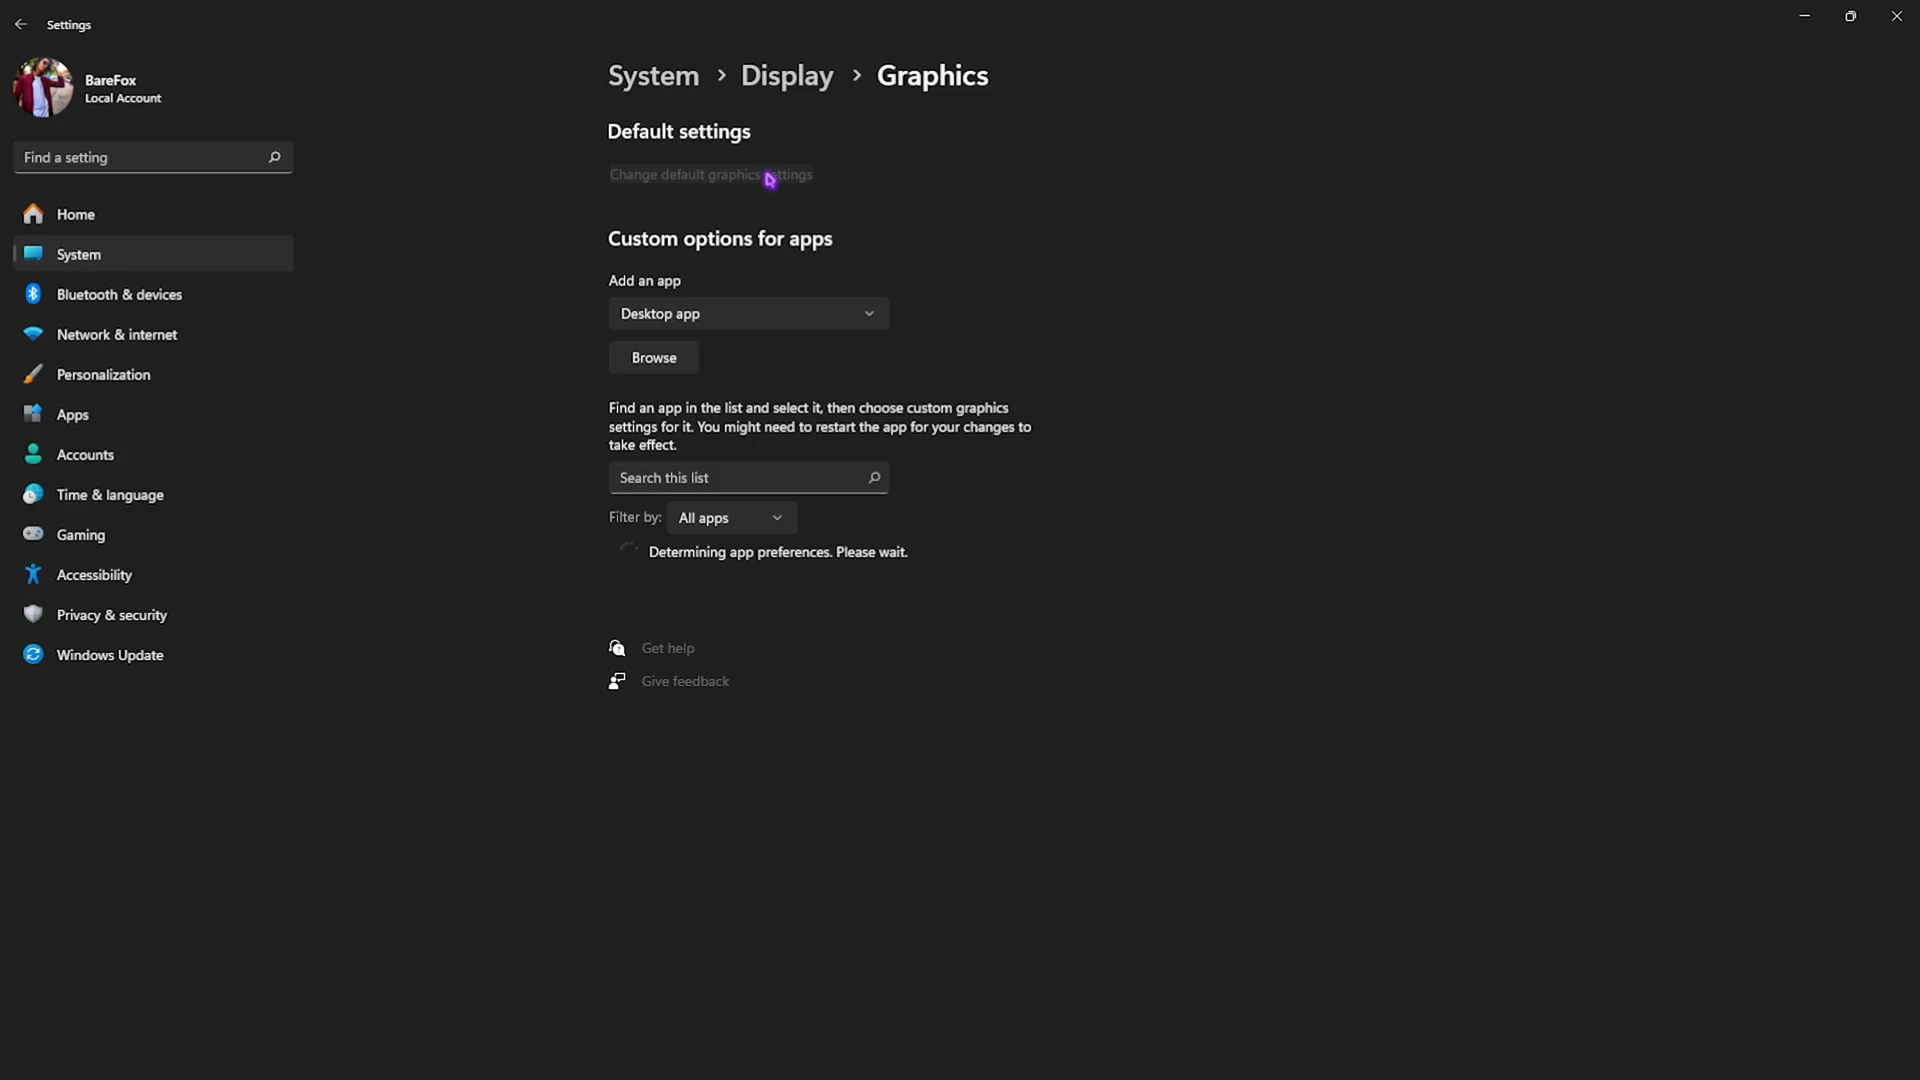 Settings
BareFox
Local Account
Find a setting
Home
System
Bluetooth & devices
Network & internet
Personalization
Apps
Accounts
Time & language
Gaming
Accessibility
Privacy & security
Windows Update
System > Display > Graphics
Default settings
Change default graphics settings
Custom options for apps
Add an app
Desktop app
Browse
Find an app in the list and select it, then choose custom graphics
settings for it. You might need to restart the app for your changes to
take effect.
Search this list
Filter by: All apps
Determining app preferences. Please wait.
Get help
Give feedback